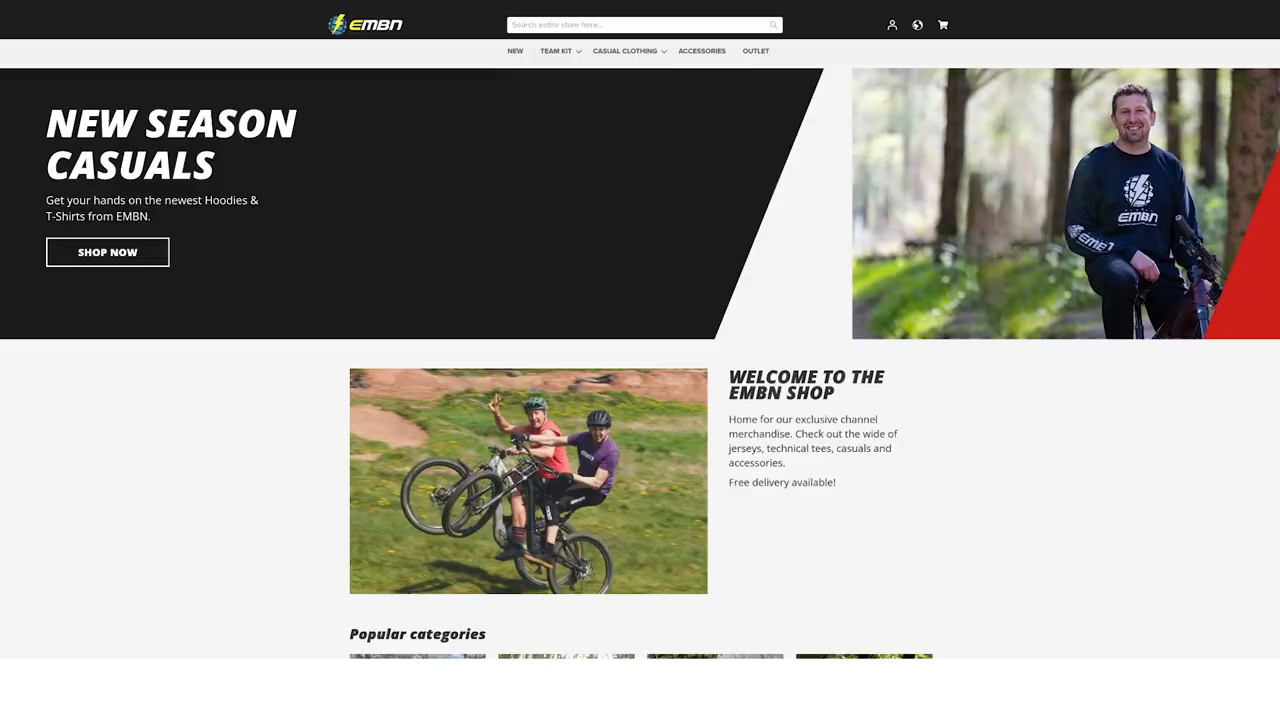 EMBN
Search entire store here...
NEW TEAM KIT CASUAL CLOTHING ACCESSORIES OUTLET
NEW SEASON
CASUALS
Get your hands on the newest Hoodies &
T-Shirts from EMBN.
SHOP NOW
EMBN
EMBN
WELCOME TO THE
EMBN SHOP
Home for our exclusive channel
merchandise. Check out the wide of
jerseys, technical tees, casuals and
accessories.
Free delivery available!
Popular categories